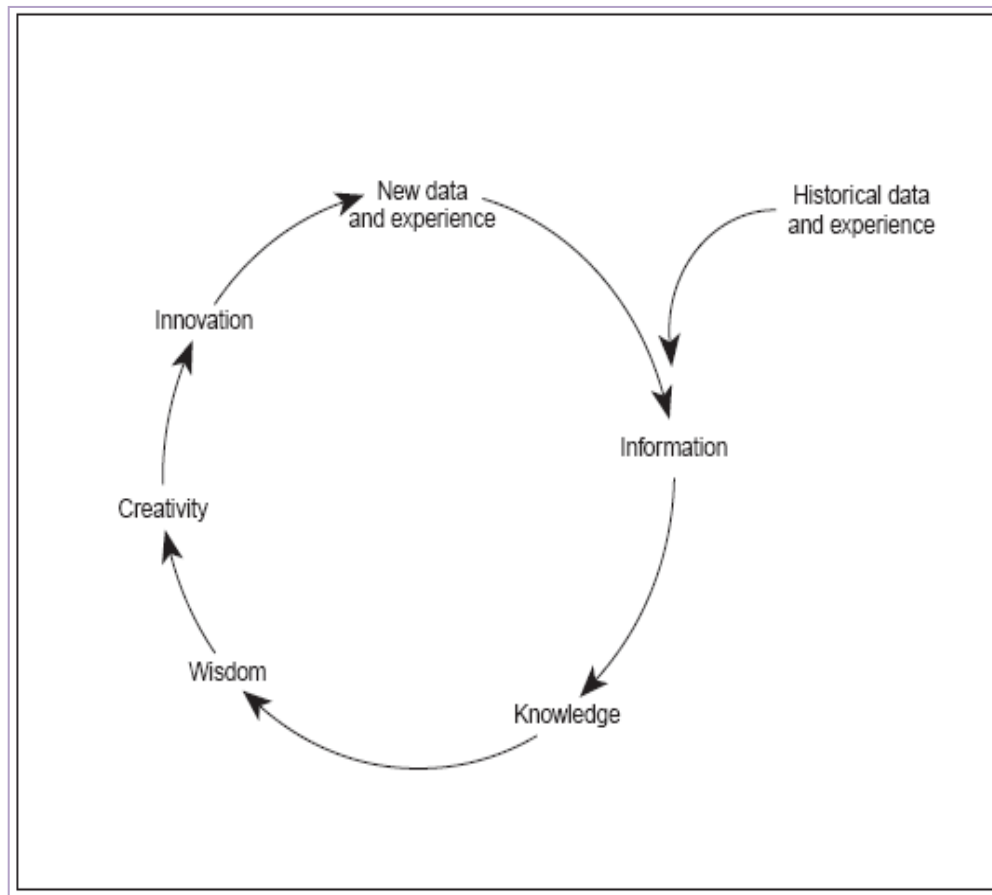 New data
and experience
Historical data
and experience
Innovation
Information
Creativity
Wisdom
Knowledge